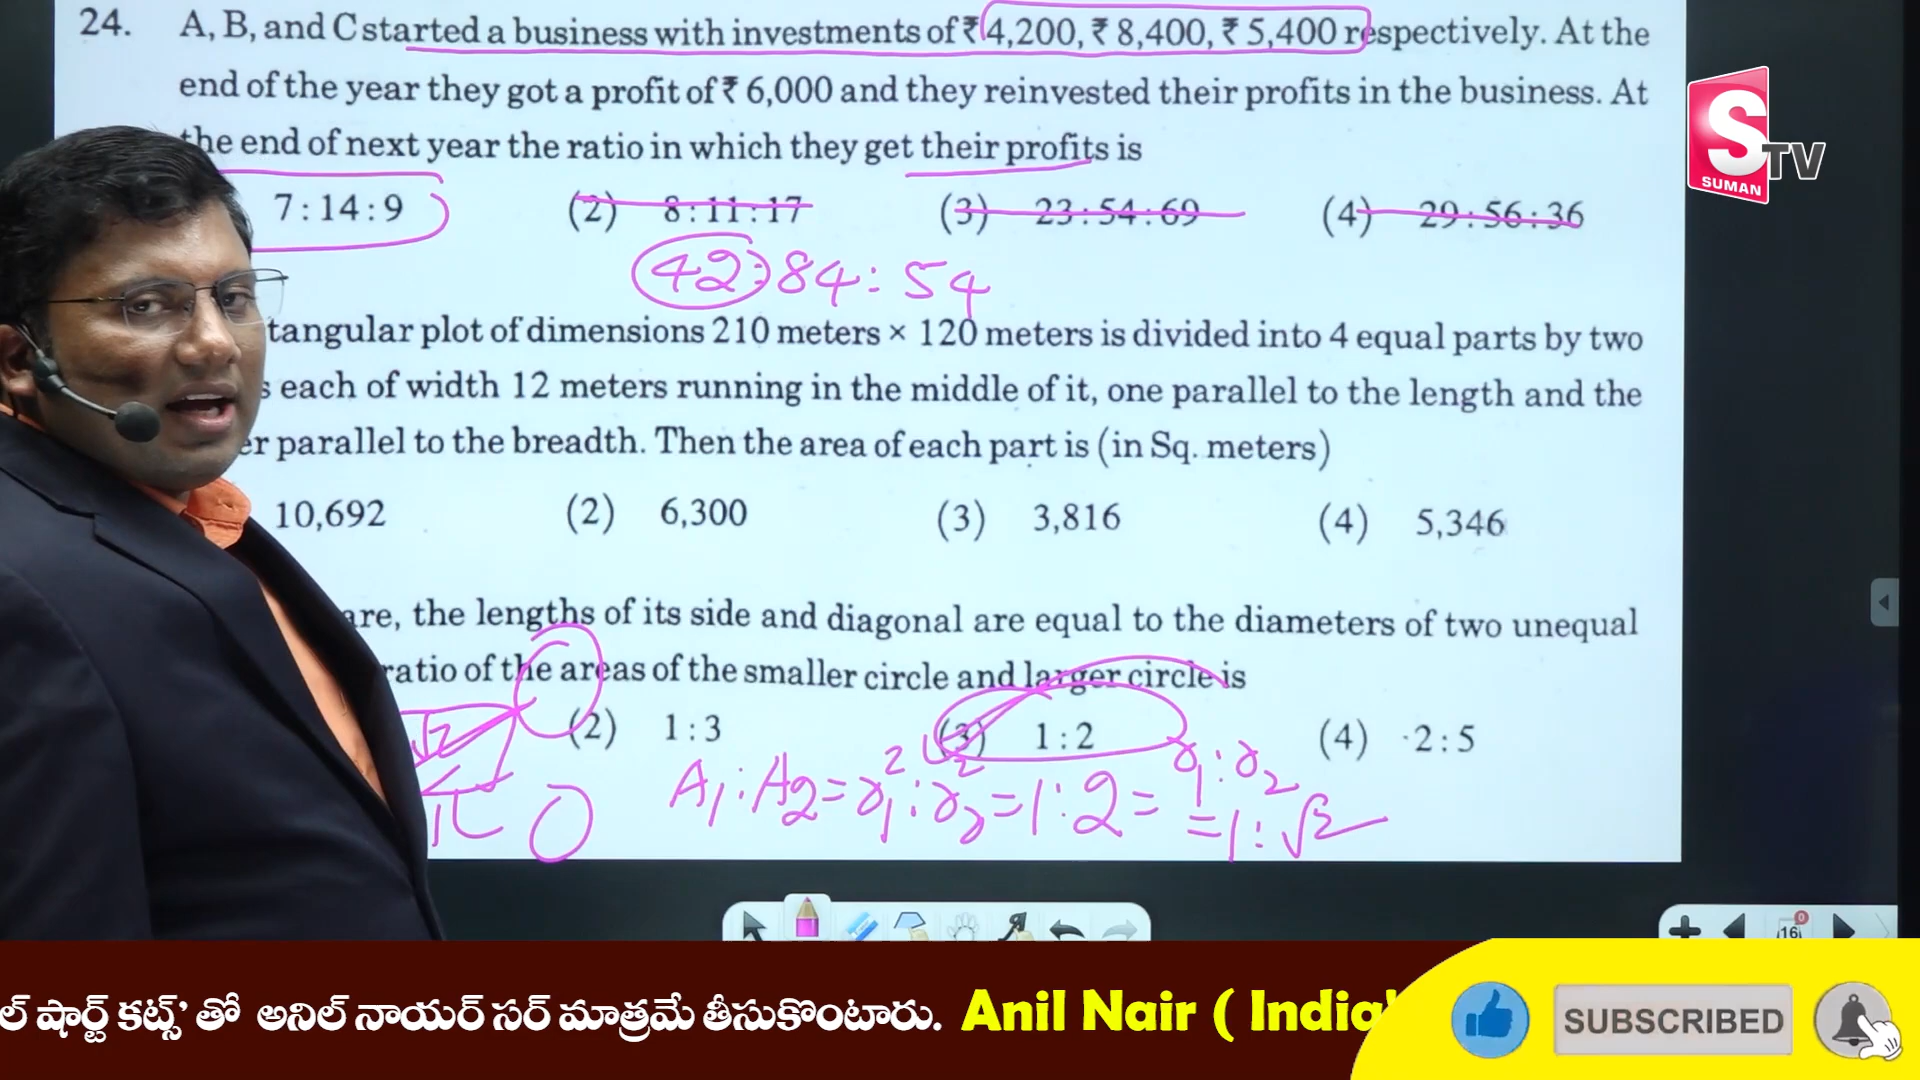 24. A, B, and C started a business with investments of ₹ 4,200, ₹ 8,400, ₹ 5,400 respectively. At the
end of the year they got a profit of ₹ 6,000 and they reinvested their profits in the business. At
the end of next year the ratio in which they get their profits is
7 : 14 : 9 (2) 8 : 11 : 17 (3) 23 : 54 : 69 (4) 29 : 56 : 36
42 : 84 : 54
tangular plot of dimensions 210 meters × 120 meters is divided into 4 equal parts by two
s each of width 12 meters running in the middle of it, one parallel to the length and the
er parallel to the breadth. Then the area of each part is (in Sq. meters)
10,692 (2) 6,300 (3) 3,816 (4) 5,346
are, the lengths of its side and diagonal are equal to the diameters of two unequal
ratio of the areas of the smaller circle and larger circle is
(2) 1 : 3 (3) 1 : 2 (4) 2 : 5
√2
A₁ : A₂ = r₁² : r₂² = 1 : 2 = r₁ : r₂
= 1 : √2
S TV
SUMAN
16
0
ల్ షార్ట్ కట్స్' తో అనిల్ నాయర్ సర్ మాత్రమే తీసుకొంటారు. Anil Nair ( India'
SUBSCRIBED